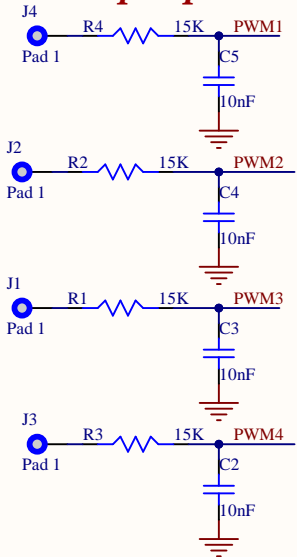 J4
R4 15K PWM1
Pad 1
C5
10nF
J2
R2 15K PWM2
Pad 1
C4
10nF
J1
R1 15K PWM3
Pad 1
C3
10nF
J3
R3 15K PWM4
Pad 1
C2
10nF